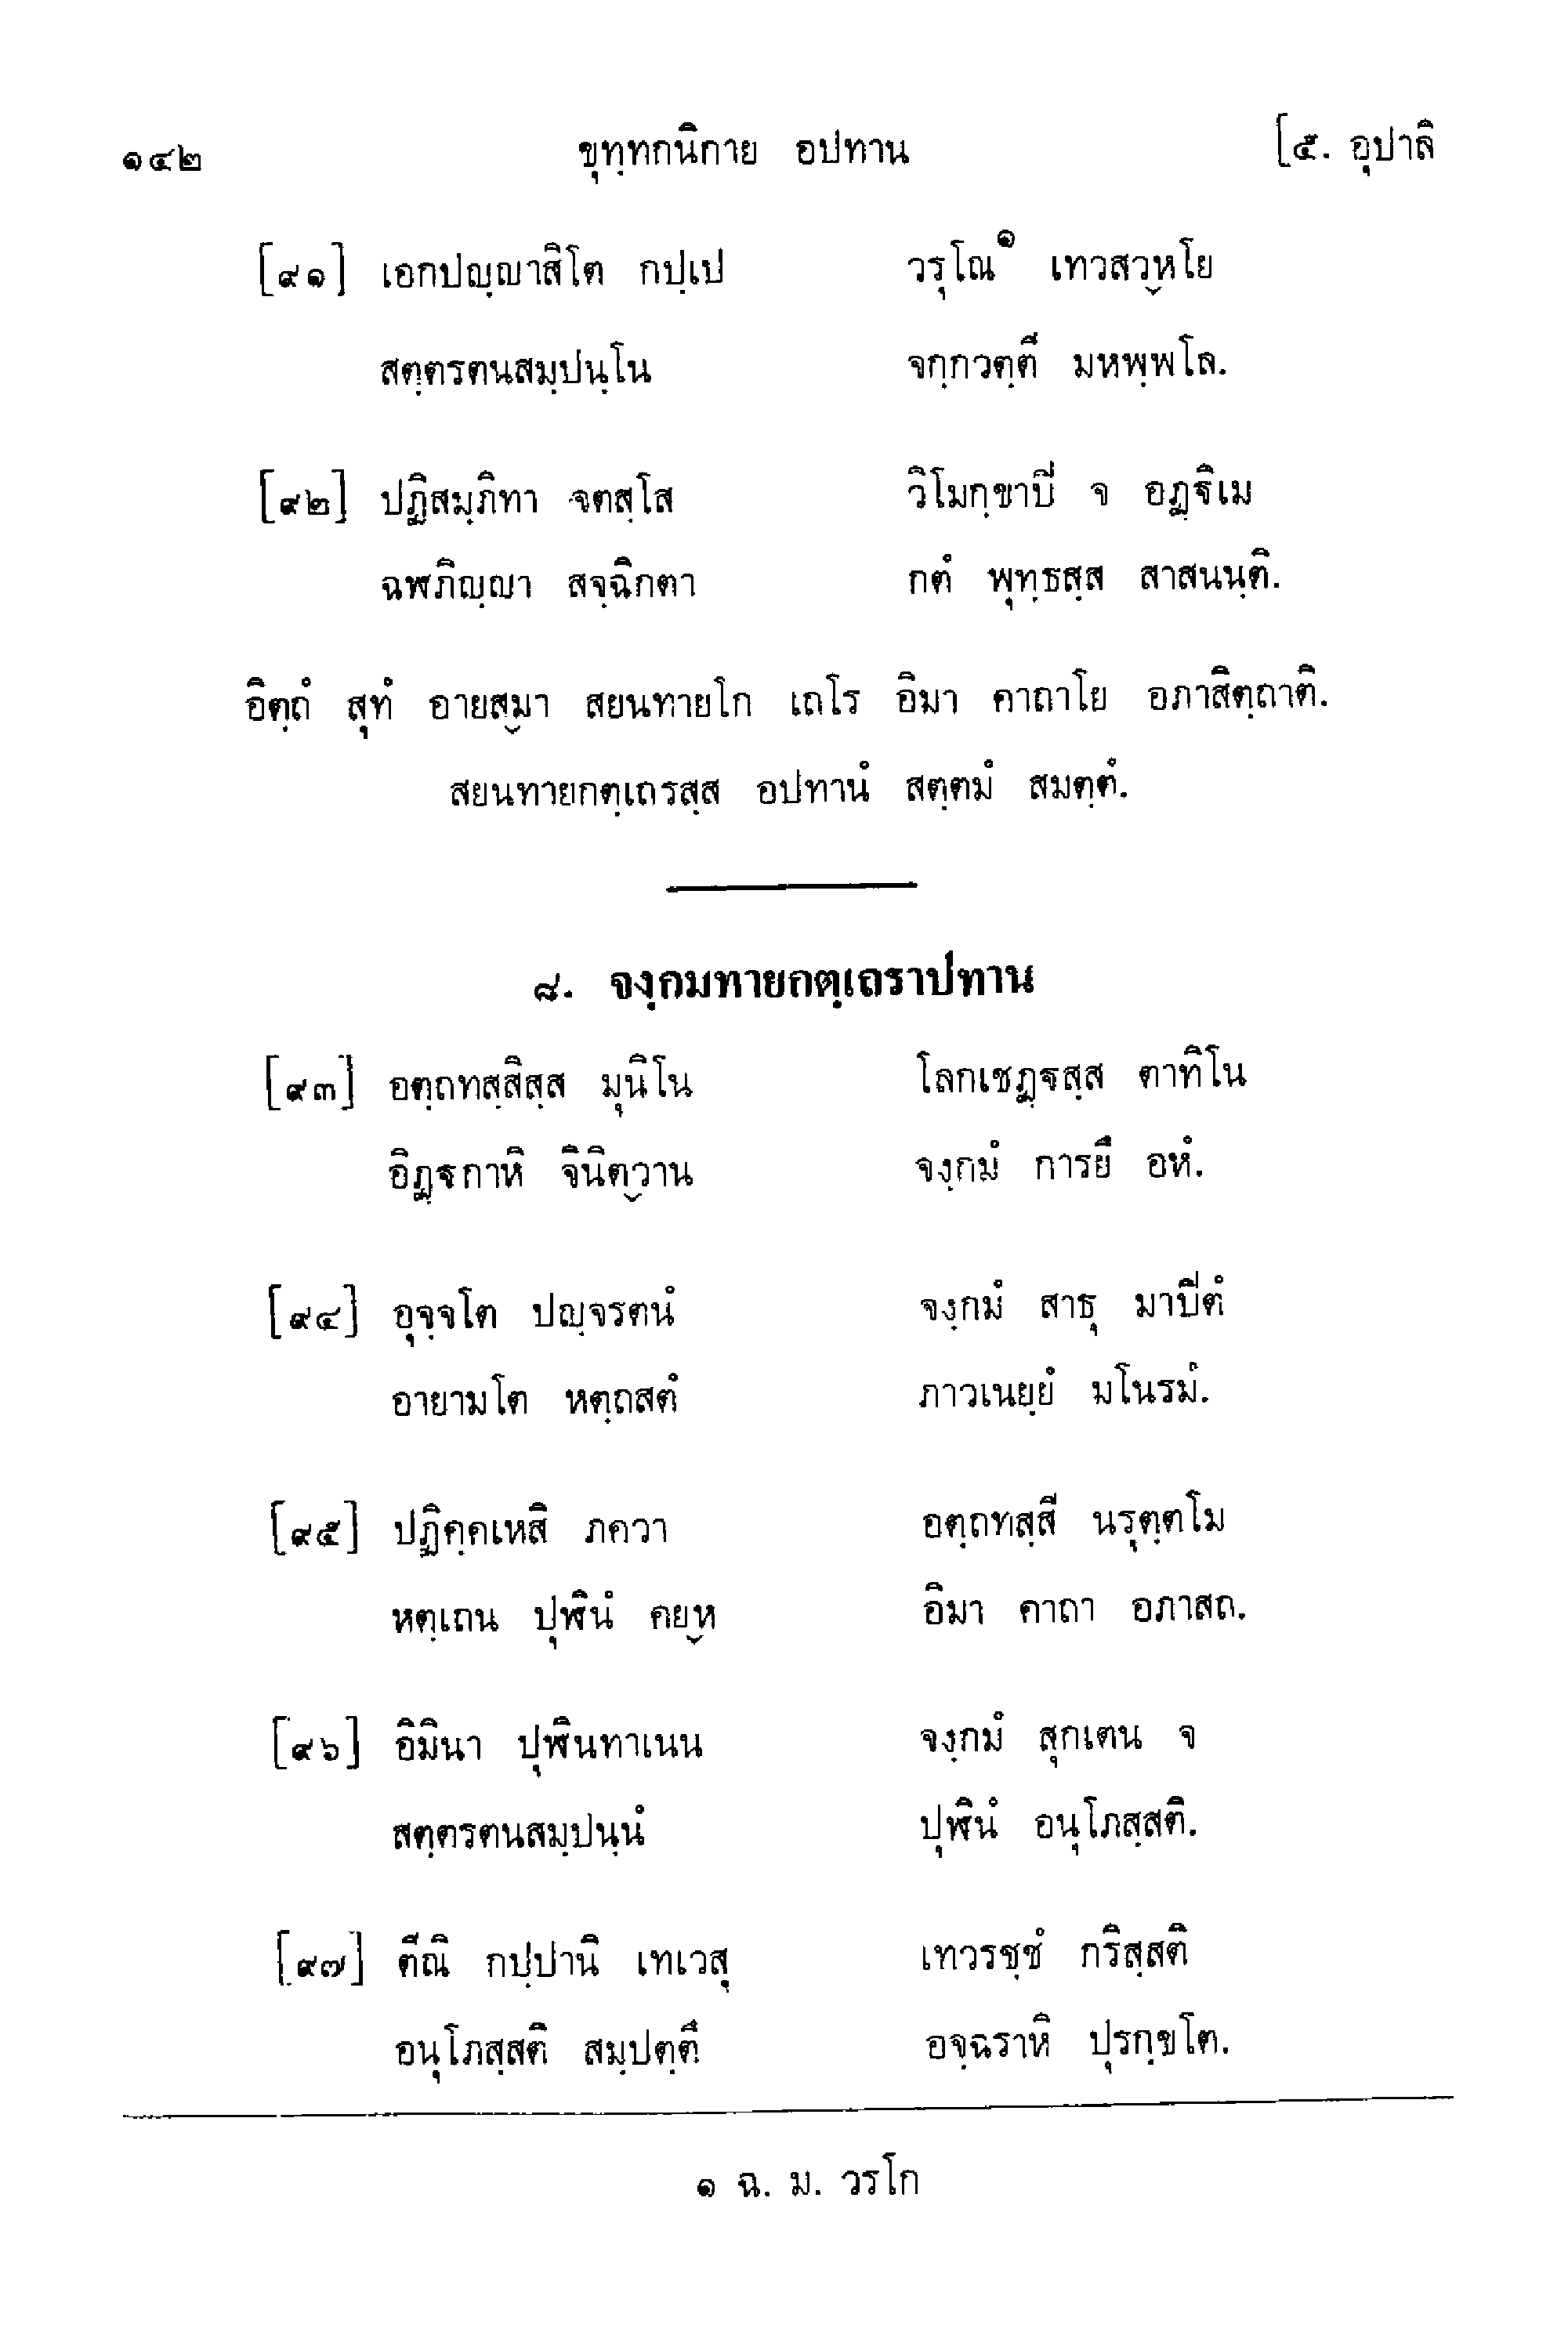 ๑๔๒ ขุทฺทกนิกาย อปทาน [๕. อุปาลิ
[๙๑] เอกปญฺญาสิโต กปฺเป วรุโณ๑ เทวสวฺหโย
สตฺตรตนสมฺปนฺโน จกฺกวตฺตี มหพฺพโล.
[๙๒] ปฏิสมฺภิทา จตสฺโส วิโมกฺขาปิ จ อฏฺฐิเม
ฉฬภิญฺญา สจฺฉิกตา กตํ พุทฺธสฺส สาสนนฺติ.
อิตฺถํ สุทํ อายสฺมา สยนทายโก เถโร อิมา คาถาโย อภาสิตฺถาติ.
สยนทายกตฺเถรสฺส อปทานํ สตฺตมํ สมตฺตํ.
๘. จงฺกมทายกตฺเถราปทาน
[๙๓] อตฺถทสฺสิสฺส มุนิโน โลกเชฏฺฐสฺส ตาทิโน
อิฏฺฐกาหิ จินิตฺวาน จงฺกมํ การยึ อหํ.
[๙๔] อุจฺจโต ปญฺจรตนํ จงฺกมํ สาธุ มาปิตํ
อายามโต หตฺถสตํ ภาวเนยฺยํ มโนรมํ.
[๙๕] ปฏิคฺคเหสิ ภควา อตฺถทสฺสี นรุตฺตโม
หตฺเถน ปุฬินํ คยฺห อิมา คาถา อภาสถ.
[๙๖] อิมินา ปุฬินทาเนน จงฺกมํ สุกเตน จ
สตฺตรตนสมฺปนฺนํ ปุฬินํ อนุโภสฺสติ.
[๙๗] ตีณิ กปฺปานิ เทเวสุ เทวรชฺชํ กริสฺสติ
อนุโภสฺสติ สมฺปตฺตึ อจฺฉราหิ ปุรกฺขโต.
๑ ฉ. ม. วรโก